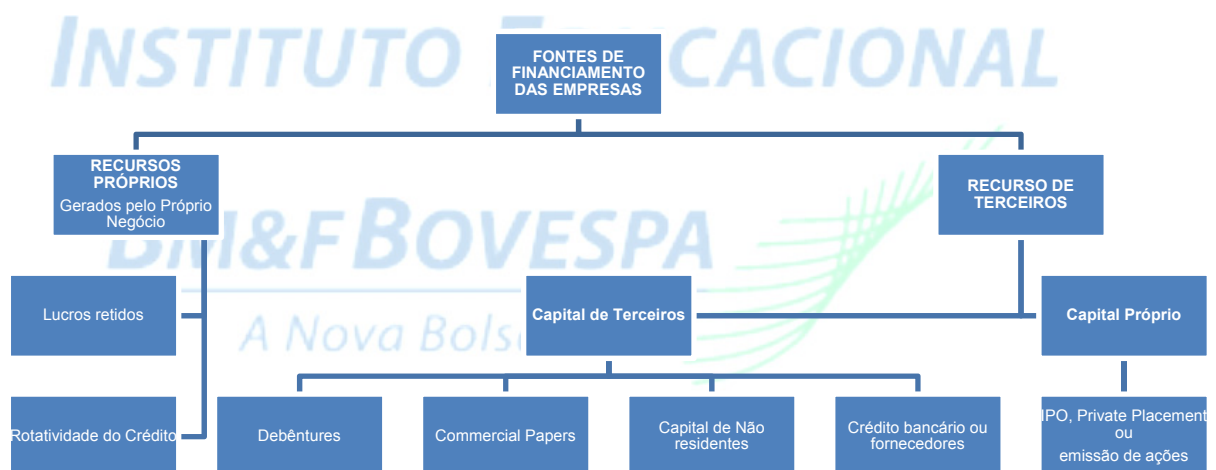 INSTITUTO E CACIONAL
FONTES DE
FINANCIAMENTO
DAS EMPRESAS
RECURSOS
PRÓPRIOS
Gerados pelo Próprio
Negócio
RECURSO DE
TERCEIROS
BM&FBOVESPA
Lucros retidos
Capital de Terceiros
Capital Próprio
A Nova Bols
Rotatividade do Crédito
Debêntures
Commercial Papers
Capital de Não
residentes
Crédito bancário ou
fornecedores
IPO, Private Placement
ou
emissão de ações